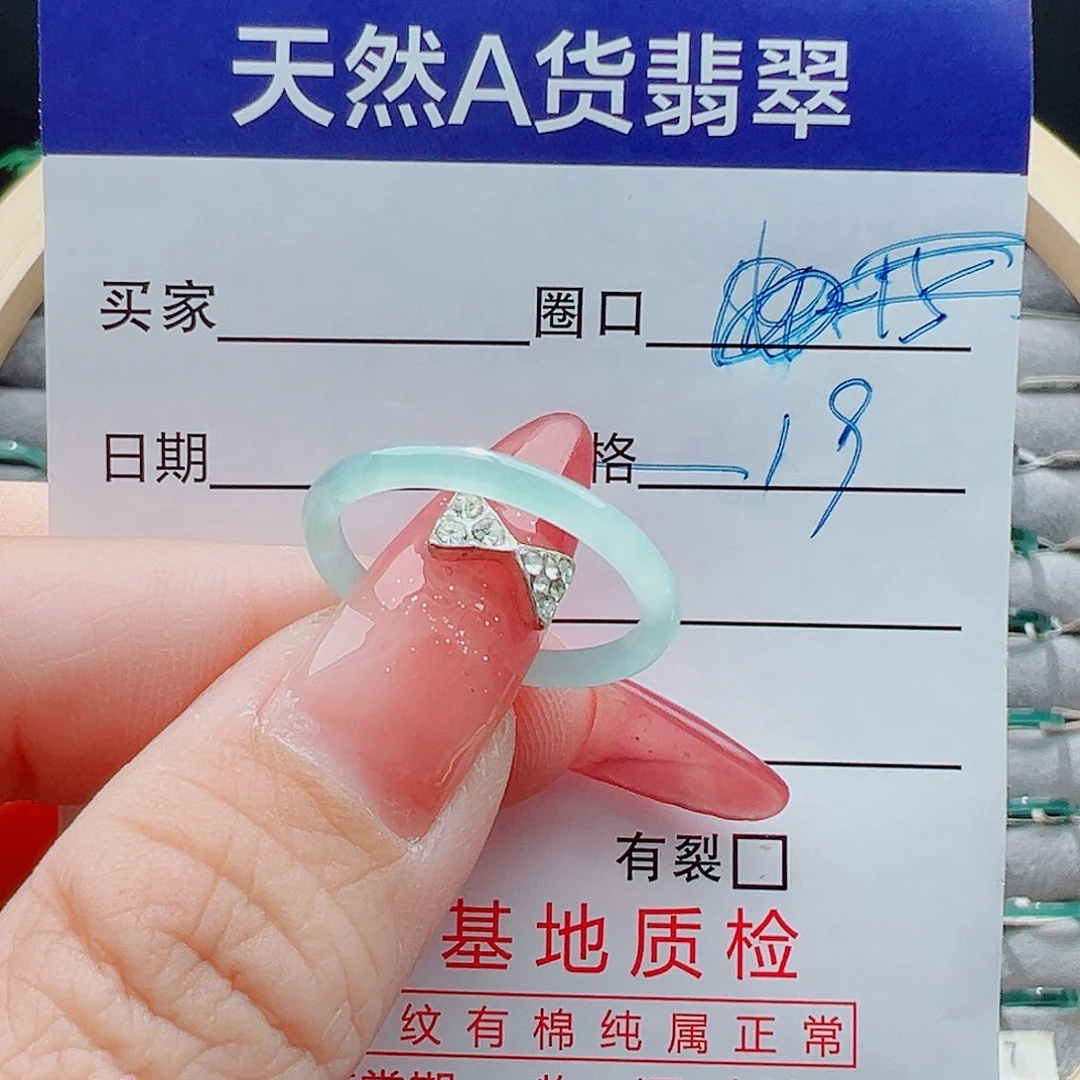 天然A货翡翠
买家 圈口
日期 格 19
有裂
基地质检
纹有棉纯属正常